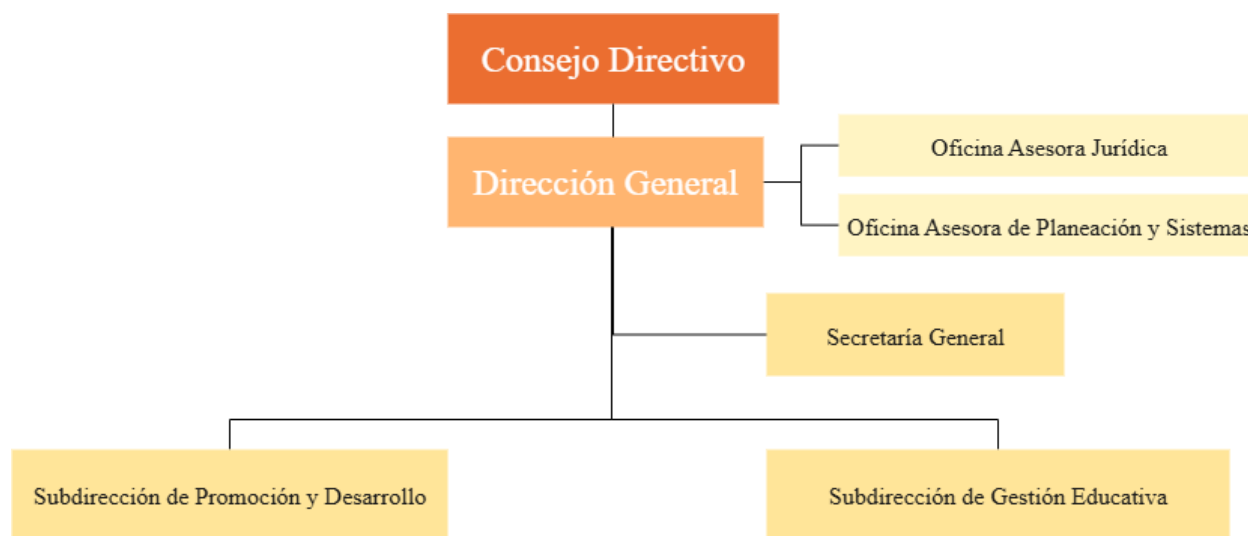 Consejo Directivo
Dirección General
Oficina Asesora Jurídica
Oficina Asesora de Planeación y Sistemas
Secretaría General
Subdirección de Promoción y Desarrollo
Subdirección de Gestión Educativa